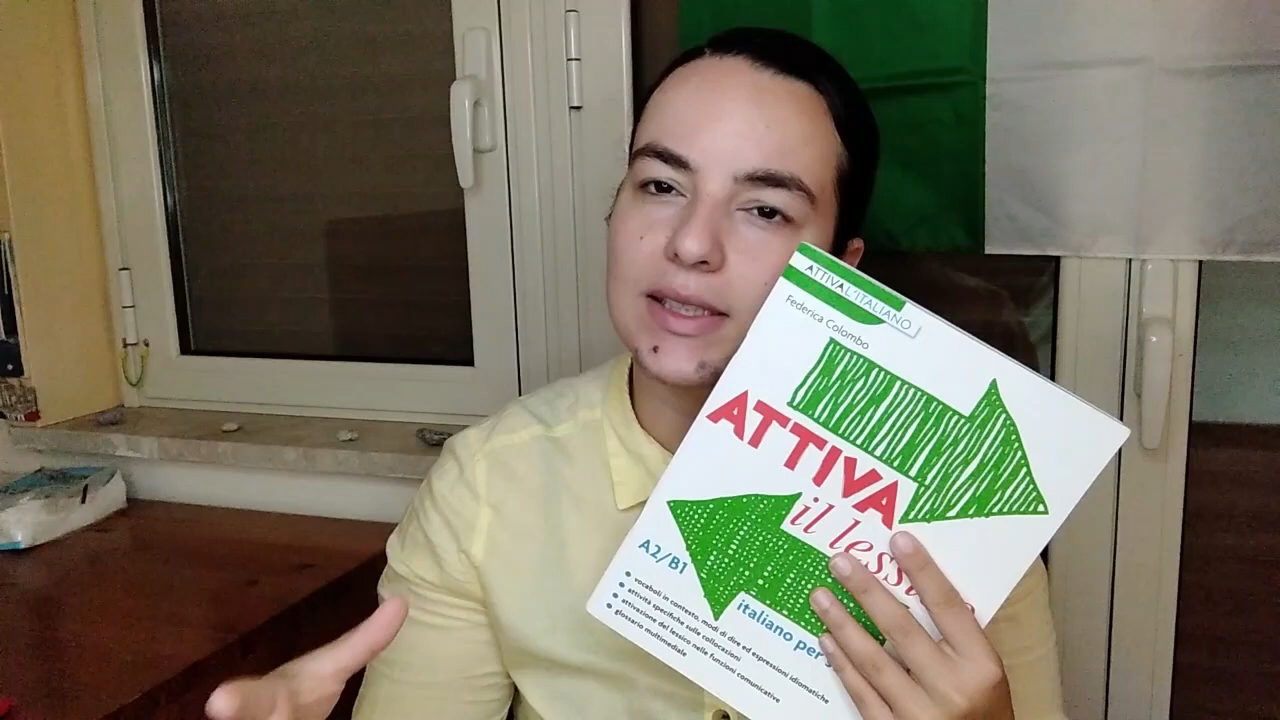 ATTIVA L'ITALIANO
Federica Colombo
ATTIVA
il
A2/B1
italiano per
vocaboli in contesto, modi di dire ed espressioni idiomatiche
attività specifiche sulle collocazioni
attivazione del lessico nelle funzioni comunicative
glossario multimediale